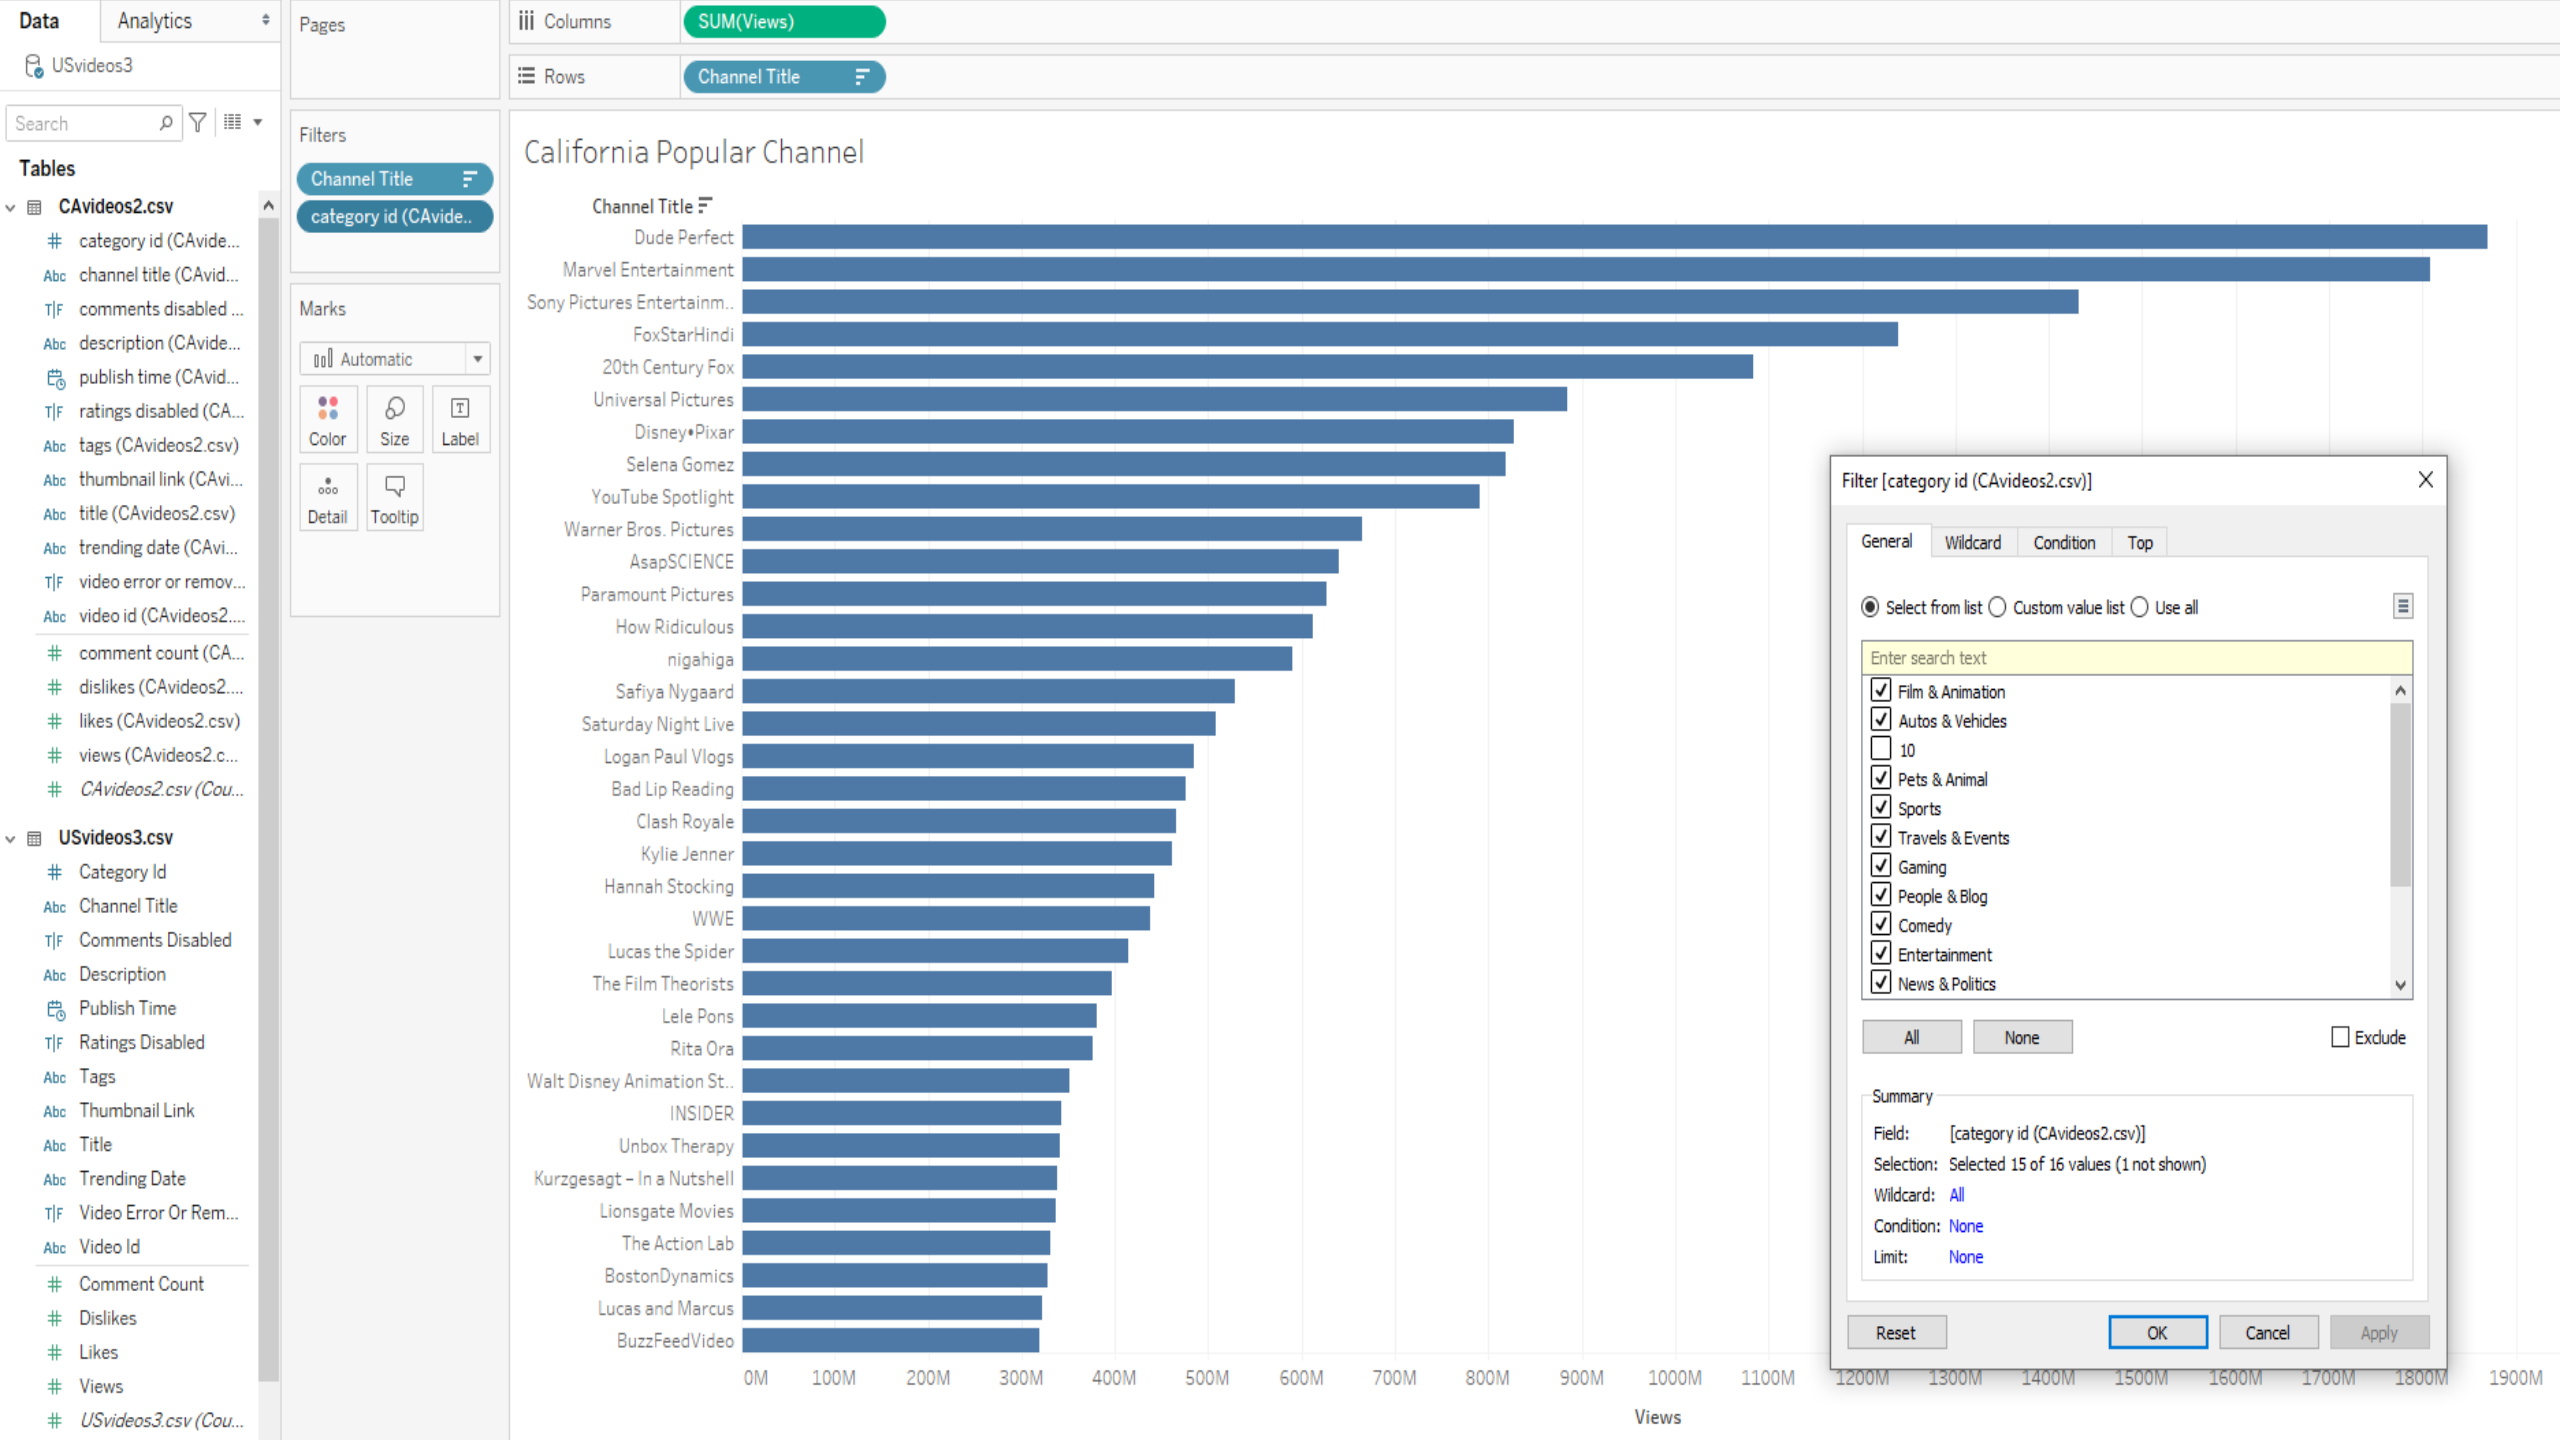 Data
Analytics
USvideos3
Search
Tables
CAvideos2.csv
# category id (CAvide...
Abc channel title (CAvid...
T|F comments disabled ...
Abc description (CAvide...
publish time (CAvid...
T|F ratings disabled (CA...
Abc tags (CAvideos2.csv)
Abc thumbnail link (CAvi...
Abc title (CAvideos2.csv)
Abc trending date (CAvi...
T|F video error or remov...
Abc video id (CAvideos2....
# comment count (CA...
# dislikes (CAvideos2....
# likes (CAvideos2.csv)
# views (CAvideos2.c...
# CAvideos2.csv (Cou...
USvideos3.csv
# Category Id
Abc Channel Title
T|F Comments Disabled
Abc Description
Publish Time
T|F Ratings Disabled
Abc Tags
Abc Thumbnail Link
Abc Title
Abc Trending Date
T|F Video Error Or Rem...
Abc Video Id
# Comment Count
# Dislikes
# Likes
# Views
# USvideos3.csv (Cou...
Pages
Filters
Channel Title
category id (CAvide..
Marks
Automatic
Color
Size
T
Label
Detail
Tooltip
Columns
SUM(Views)
Rows
Channel Title
California Popular Channel
Channel Title
Dude Perfect
Marvel Entertainment
Sony Pictures Entertainm..
FoxStarHindi
20th Century Fox
Universal Pictures
Disney•Pixar
Selena Gomez
YouTube Spotlight
Warner Bros. Pictures
AsapSCIENCE
Paramount Pictures
How Ridiculous
nigahiga
Safiya Nygaard
Saturday Night Live
Logan Paul Vlogs
Bad Lip Reading
Clash Royale
Kylie Jenner
Hannah Stocking
WWE
Lucas the Spider
The Film Theorists
Lele Pons
Rita Ora
Walt Disney Animation St..
INSIDER
Unbox Therapy
Kurzgesagt – In a Nutshell
Lionsgate Movies
The Action Lab
BostonDynamics
Lucas and Marcus
BuzzFeedVideo
0M 100M 200M 300M 400M 500M 600M 700M 800M 900M 1000M 1100M 1200M 1300M 1400M 1500M 1600M 1700M 1800M 1900M
Views
Filter [category id (CAvideos2.csv)]
General
Wildcard
Condition
Top
Select from list
Custom value list
Use all
Enter search text
Film & Animation
Autos & Vehicles
10
Pets & Animal
Sports
Travels & Events
Gaming
People & Blog
Comedy
Entertainment
News & Politics
All
None
Exclude
Summary
Field: [category id (CAvideos2.csv)]
Selection: Selected 15 of 16 values (1 not shown)
Wildcard: All
Condition: None
Limit: None
Reset
OK
Cancel
Apply